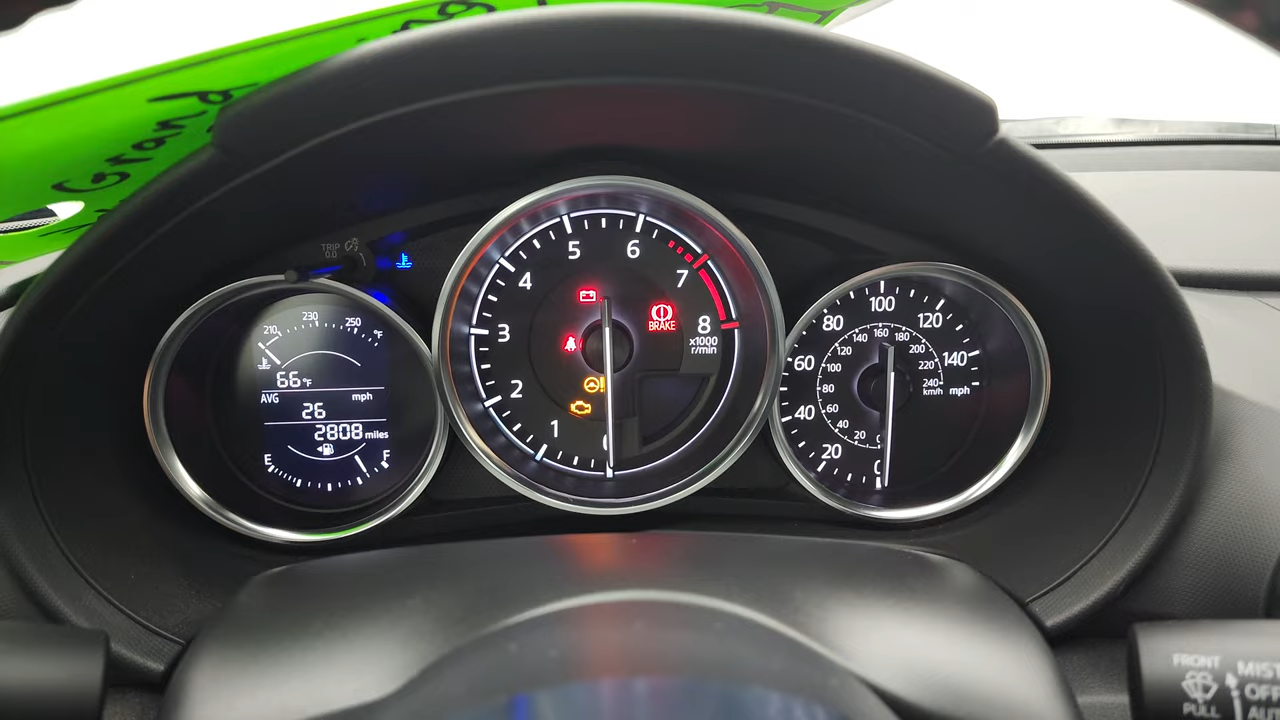 Grand
TRIP
0.0
210 230 250 °F
66 °F
AVG mph
26
2808 miles
E F
1 2 3 4 5 6 7 8
x1000
r/min
BRAKE
0 20 40 60 80 100 120 140 mph
0 20 40 60 80 100 120 140 160 180 200 220 240
km/h
FRONT
PULL
MIST
OFF